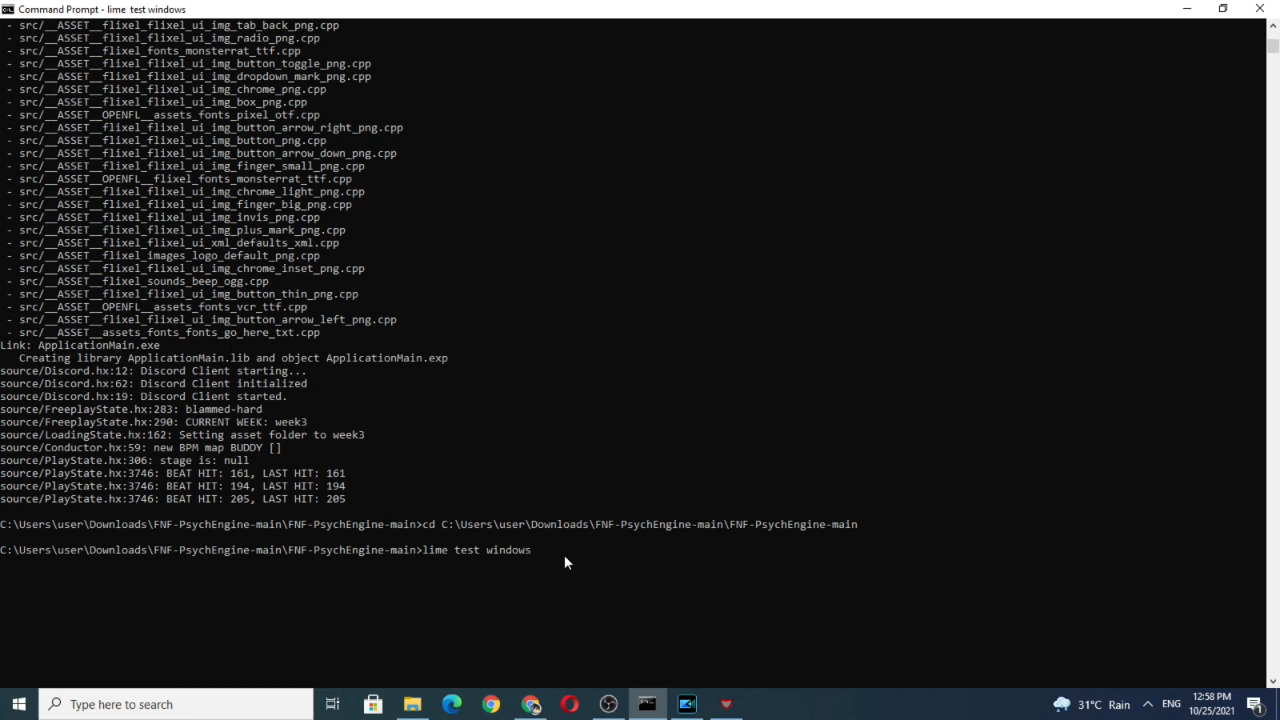 Command Prompt - lime  test windows
- src/__ASSET__flixel_flixel_ui_img_tab_back_png.cpp
- src/__ASSET__flixel_flixel_ui_img_radio_png.cpp
- src/__ASSET__flixel_fonts_monsterrat_ttf.cpp
- src/__ASSET__flixel_flixel_ui_img_button_toggle_png.cpp
- src/__ASSET__flixel_flixel_ui_img_dropdown_mark_png.cpp
- src/__ASSET__flixel_flixel_ui_img_chrome_png.cpp
- src/__ASSET__flixel_flixel_ui_img_box_png.cpp
- src/__ASSET__OPENFL__assets_fonts_pixel_otf.cpp
- src/__ASSET__flixel_flixel_ui_img_button_arrow_right_png.cpp
- src/__ASSET__flixel_flixel_ui_img_button_png.cpp
- src/__ASSET__flixel_flixel_ui_img_button_arrow_down_png.cpp
- src/__ASSET__flixel_flixel_ui_img_finger_small_png.cpp
- src/__ASSET__OPENFL__flixel_fonts_monsterrat_ttf.cpp
- src/__ASSET__flixel_flixel_ui_img_chrome_light_png.cpp
- src/__ASSET__flixel_flixel_ui_img_finger_big_png.cpp
- src/__ASSET__flixel_flixel_ui_img_invis_png.cpp
- src/__ASSET__flixel_flixel_ui_img_plus_mark_png.cpp
- src/__ASSET__flixel_flixel_ui_xml_defaults_xml.cpp
- src/__ASSET__flixel_images_logo_default_png.cpp
- src/__ASSET__flixel_flixel_ui_img_chrome_inset_png.cpp
- src/__ASSET__flixel_sounds_beep_ogg.cpp
- src/__ASSET__flixel_flixel_ui_img_button_thin_png.cpp
- src/__ASSET__OPENFL__assets_fonts_vcr_ttf.cpp
- src/__ASSET__flixel_flixel_ui_img_button_arrow_left_png.cpp
- src/__ASSET__assets_fonts_fonts_go_here_txt.cpp
Link: ApplicationMain.exe
Creating library ApplicationMain.lib and object ApplicationMain.exp
source/Discord.hx:12: Discord Client starting...
source/Discord.hx:62: Discord Client initialized
source/Discord.hx:19: Discord Client started.
source/FreeplayState.hx:283: blammed-hard
source/FreeplayState.hx:290: CURRENT WEEK: week3
source/LoadingState.hx:162: Setting asset folder to week3
source/Conductor.hx:59: new BPM map BUDDY []
source/PlayState.hx:306: stage is: null
source/PlayState.hx:3746: BEAT HIT: 161, LAST HIT: 161
source/PlayState.hx:3746: BEAT HIT: 194, LAST HIT: 194
source/PlayState.hx:3746: BEAT HIT: 205, LAST HIT: 205
C:\Users\user\Downloads\FNF-PsychEngine-main\FNF-PsychEngine-main>cd C:\Users\user\Downloads\FNF-PsychEngine-main\FNF-PsychEngine-main
C:\Users\user\Downloads\FNF-PsychEngine-main\FNF-PsychEngine-main>lime test windows
Type here to search
31°C Rain
ENG
12:58 PM
10/25/2021
1